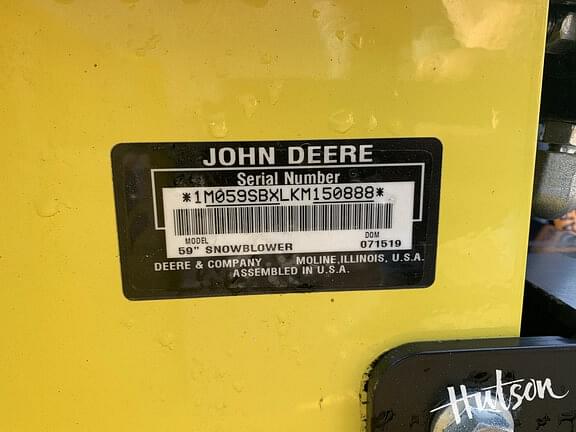 JOHN DEERE
Serial Number
*1M059SBXLKM150888*
MODEL DOM
59" SNOWBLOWER 071519
DEERE & COMPANY MOLINE, ILLINOIS, U.S.A.
ASSEMBLED IN U.S.A.
Hutson